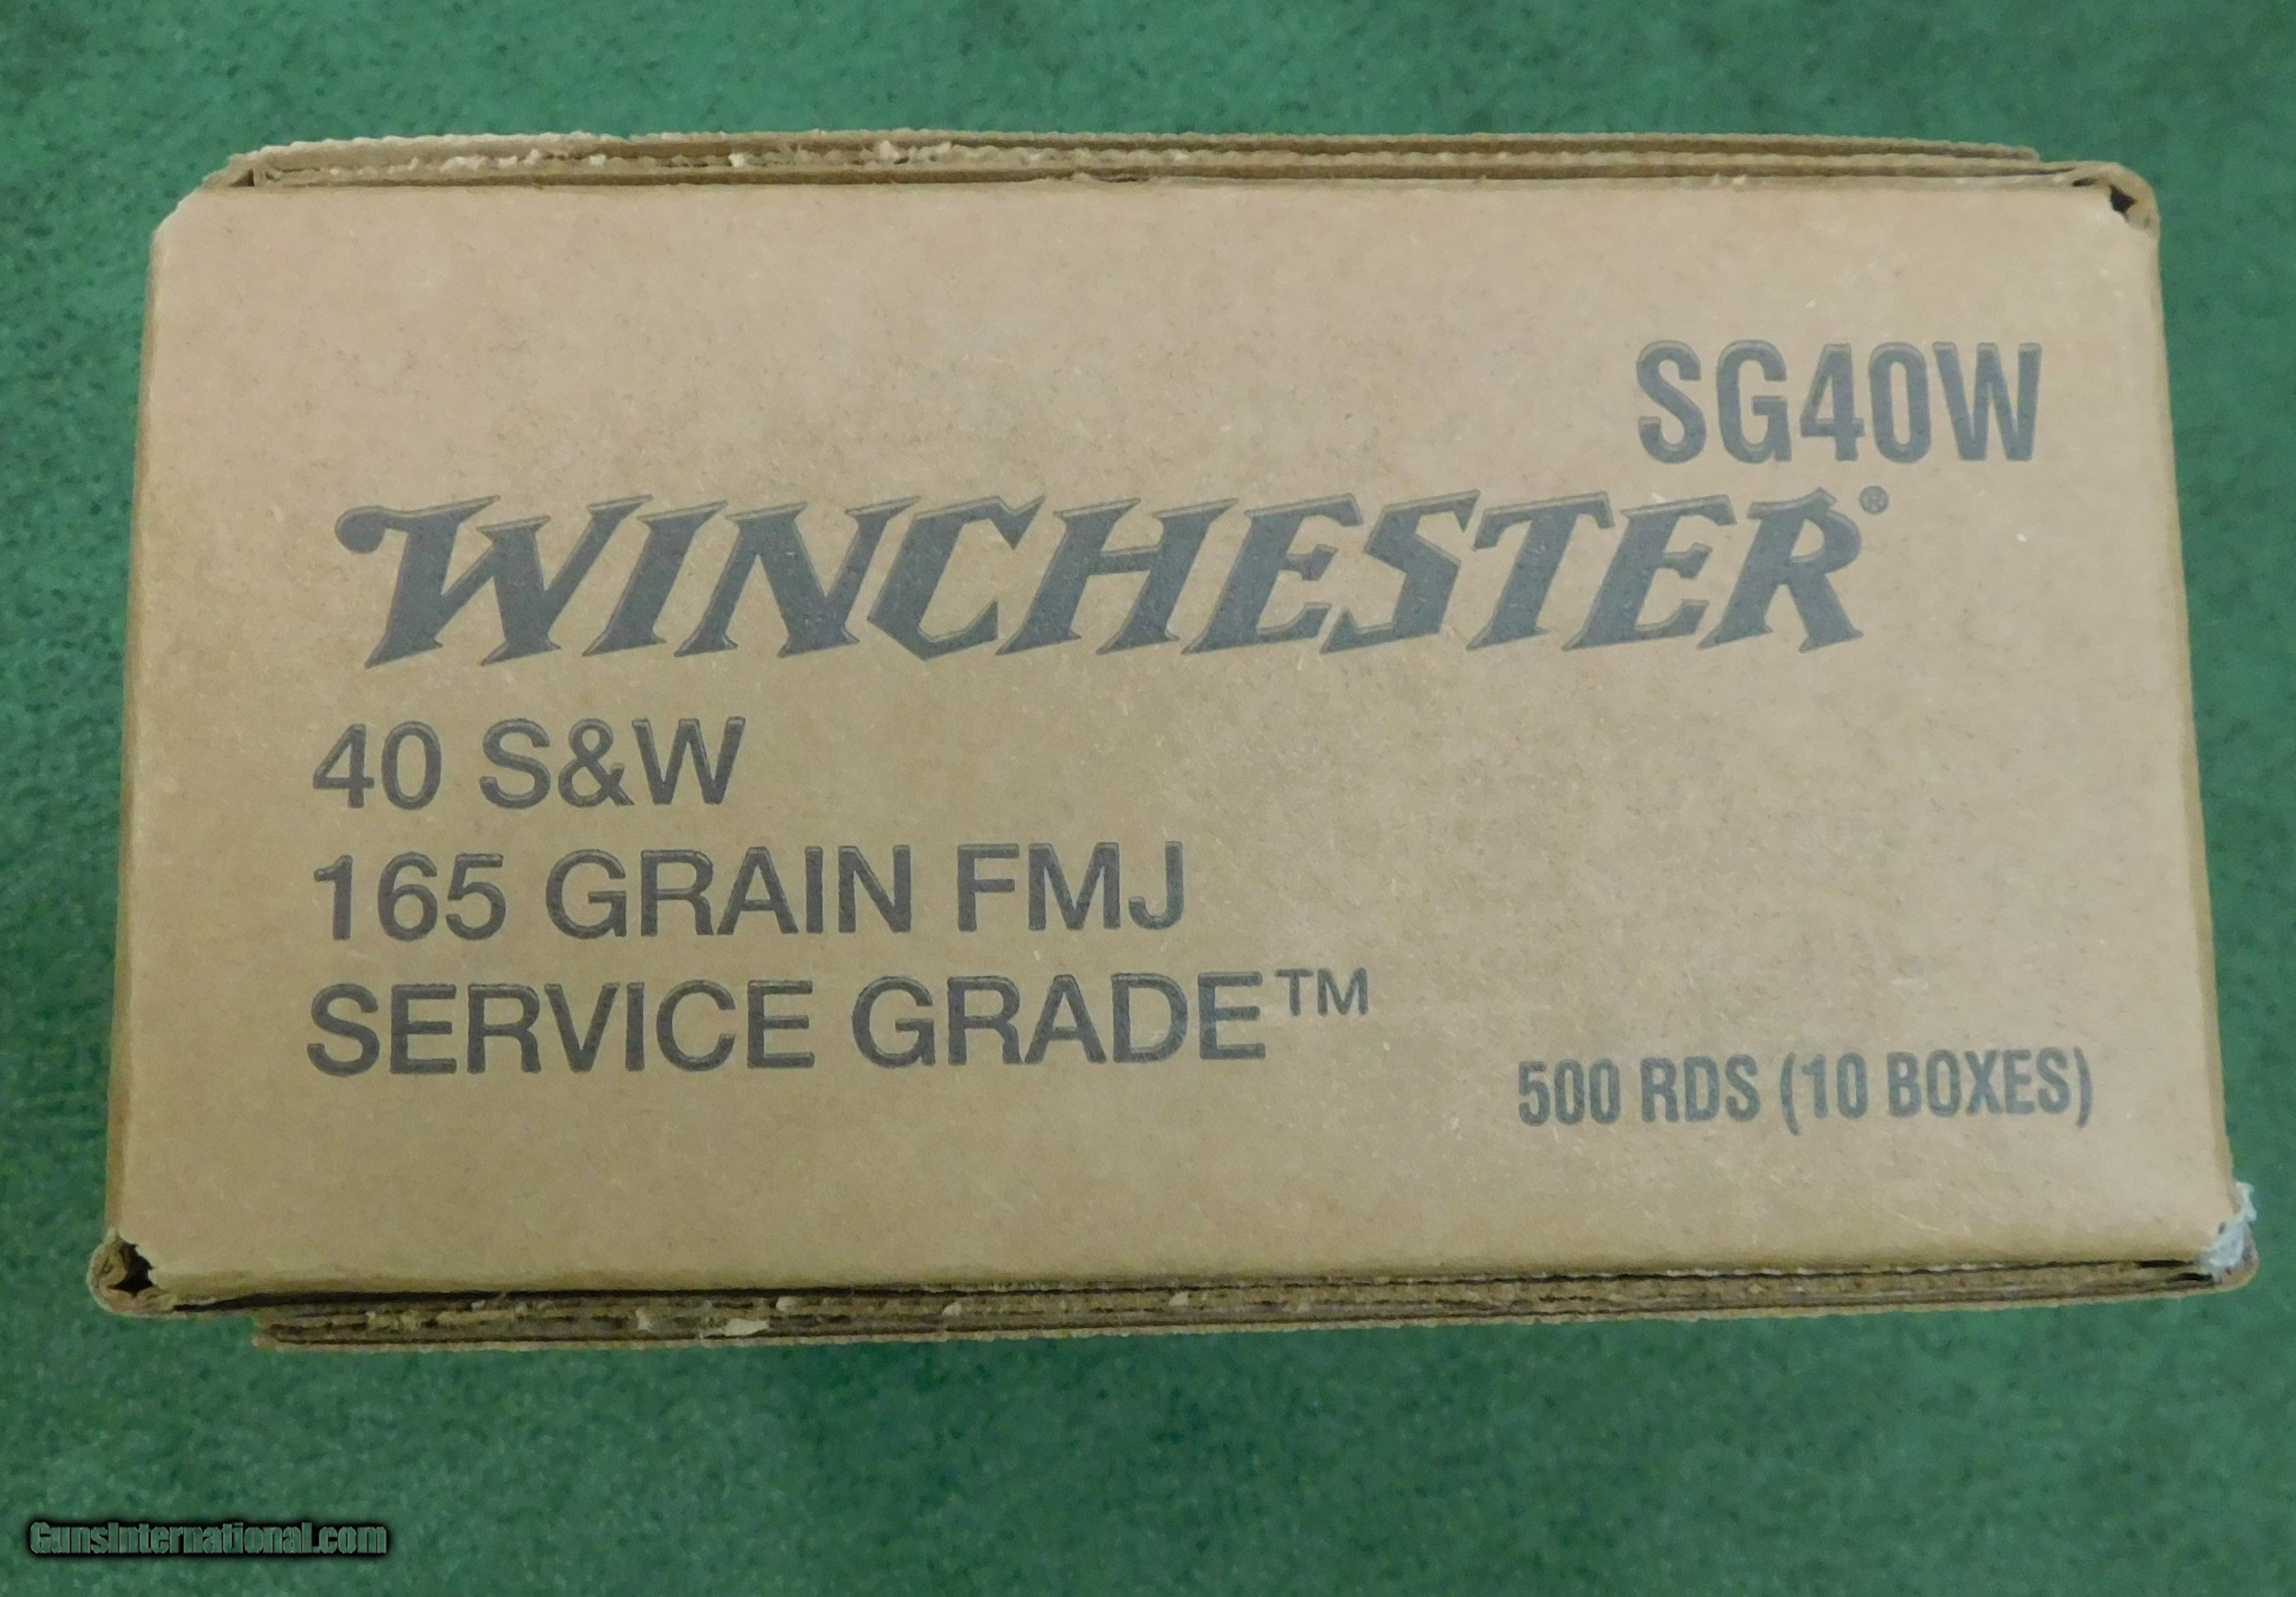 SG40W
WINCHESTER®
40 S&W
165 GRAIN FMJ
SERVICE GRADE™
500 RDS (10 BOXES)
GunsInternational.com